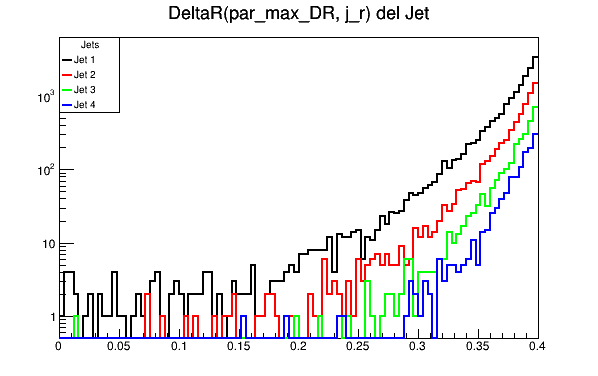 DeltaR(par_max_DR, j_r) del Jet
Jets
Jet 1
Jet 2
Jet 3
Jet 4
10³
10²
10
1
0 0.05 0.1 0.15 0.2 0.25 0.3 0.35 0.4